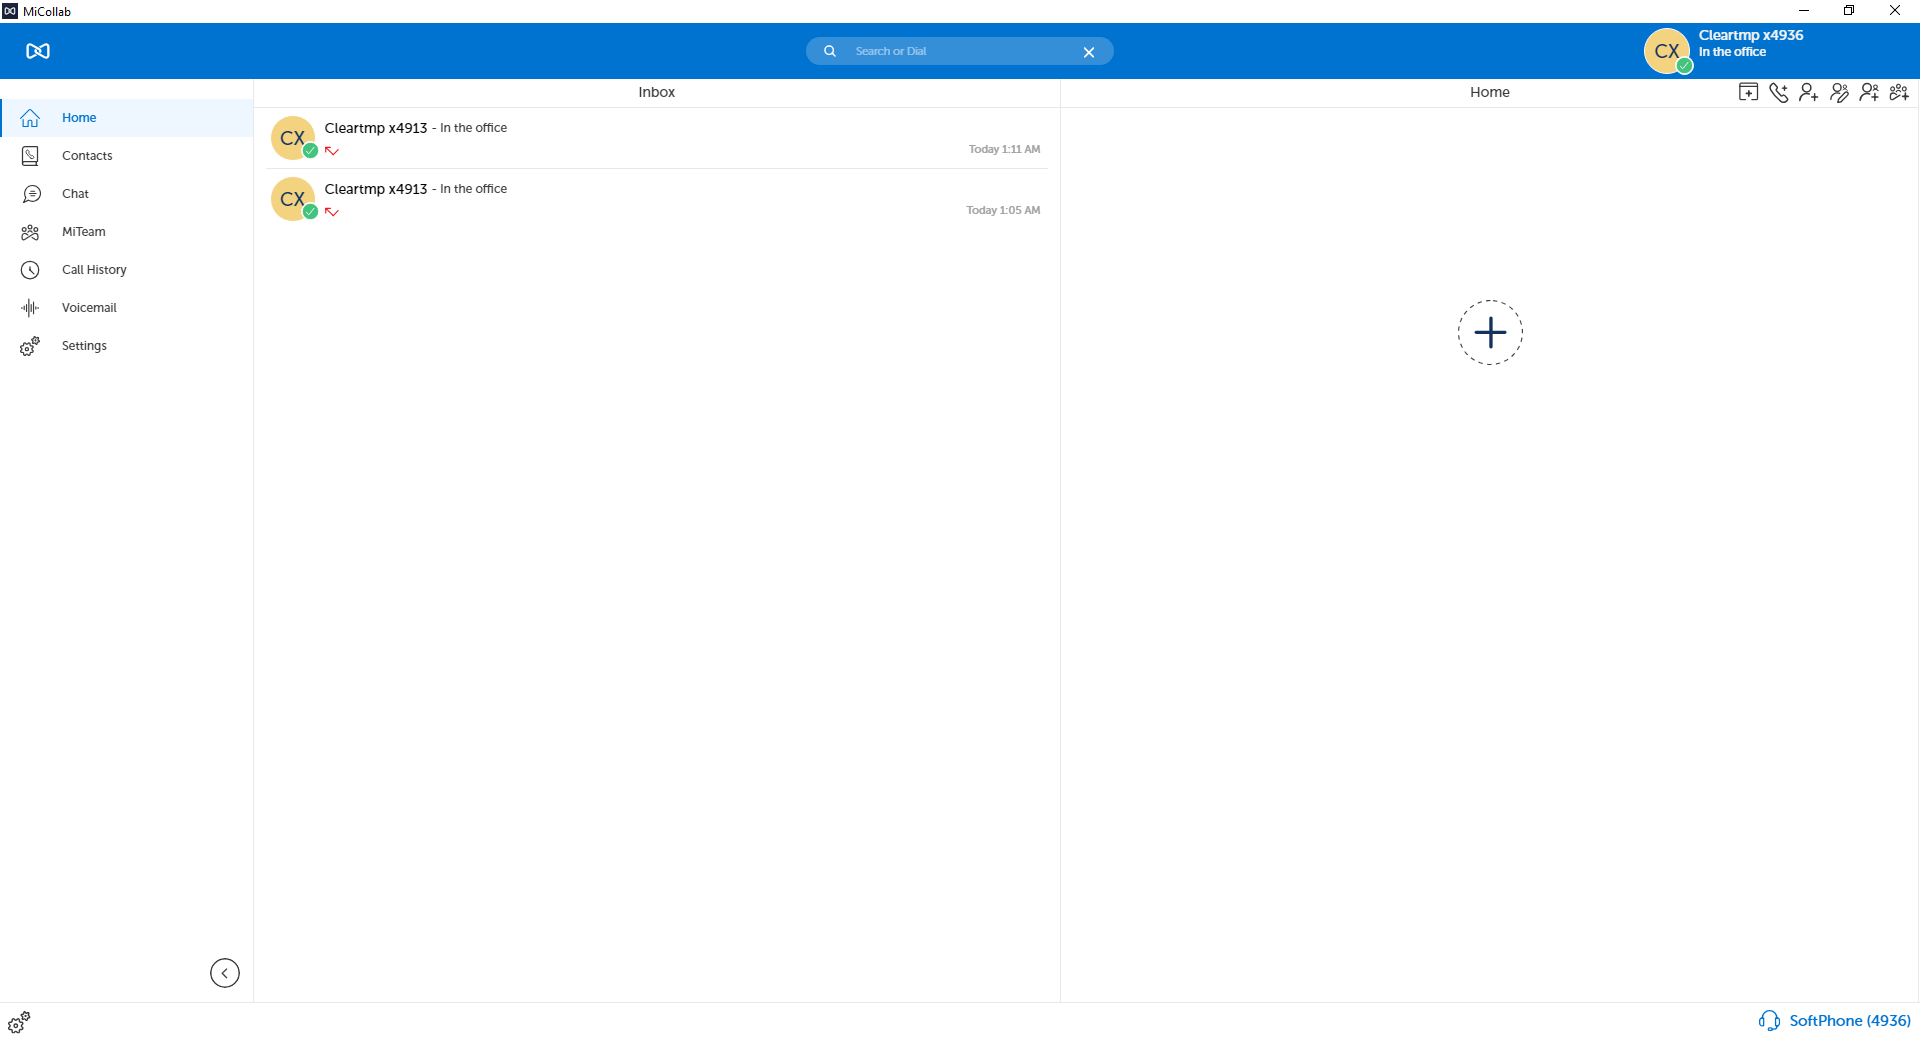 MiCollab
Search or Dial
CX
Cleartmp x4936
In the office
Home
Contacts
Chat
MiTeam
Call History
Voicemail
Settings
Inbox
CX
Cleartmp x4913 - In the office
Today 1:11 AM
CX
Cleartmp x4913 - In the office
Today 1:05 AM
Home
SoftPhone (4936)